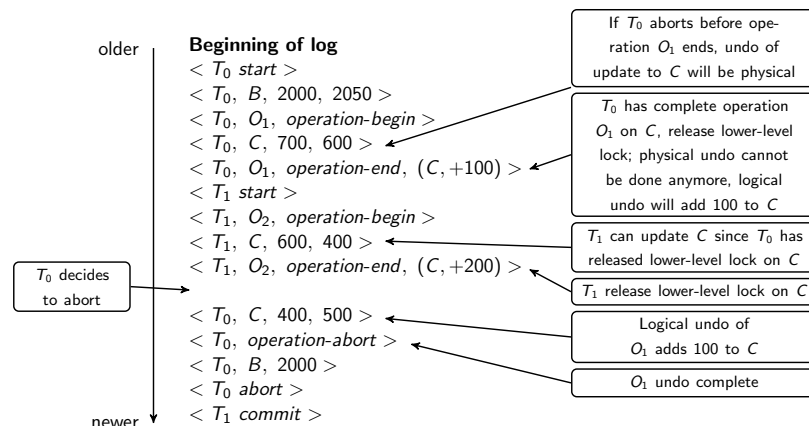 older
Beginning of log
< T0 start >
< T0, B, 2000, 2050 >
< T0, O1, operation-begin >
< T0, C, 700, 600 >
< T0, O1, operation-end, (C, +100) >
< T1 start >
< T1, O2, operation-begin >
< T1, C, 600, 400 >
< T1, O2, operation-end, (C, +200) >
T0 decides
to abort
< T0, C, 400, 500 >
< T0, operation-abort >
< T0, B, 2000 >
< T0 abort >
< T1 commit >
newer
If T0 aborts before ope-
ration O1 ends, undo of
update to C will be physical
T0 has complete operation
O1 on C, release lower-level
lock; physical undo cannot
be done anymore, logical
undo will add 100 to C
T1 can update C since T0 has
released lower-level lock on C
T1 release lower-level lock on C
Logical undo of
O1 adds 100 to C
O1 undo complete